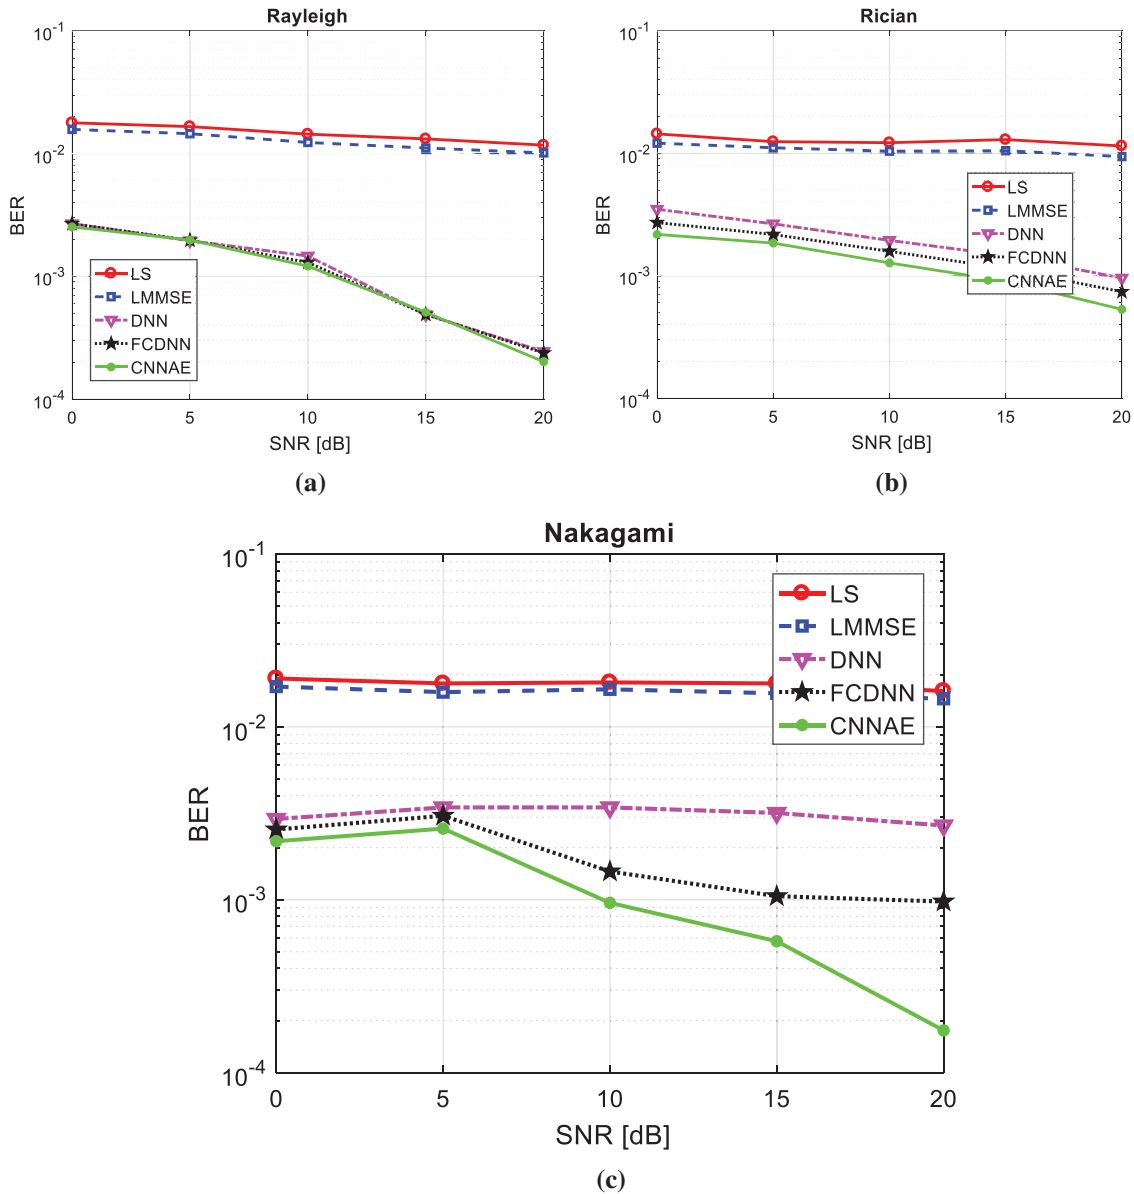 Rayleigh
10-1
10-2
10-3
10-4
BER
LS
LMMSE
DNN
FCDNN
CNNAE
0 5 10 15 20
SNR [dB]
(a)
Rician
10-1
10-2
10-3
10-4
BER
LS
LMMSE
DNN
FCDNN
CNNAE
0 5 10 15 20
SNR [dB]
(b)
Nakagami
10-1
10-2
10-3
10-4
BER
LS
LMMSE
DNN
FCDNN
CNNAE
0 5 10 15 20
SNR [dB]
(c)